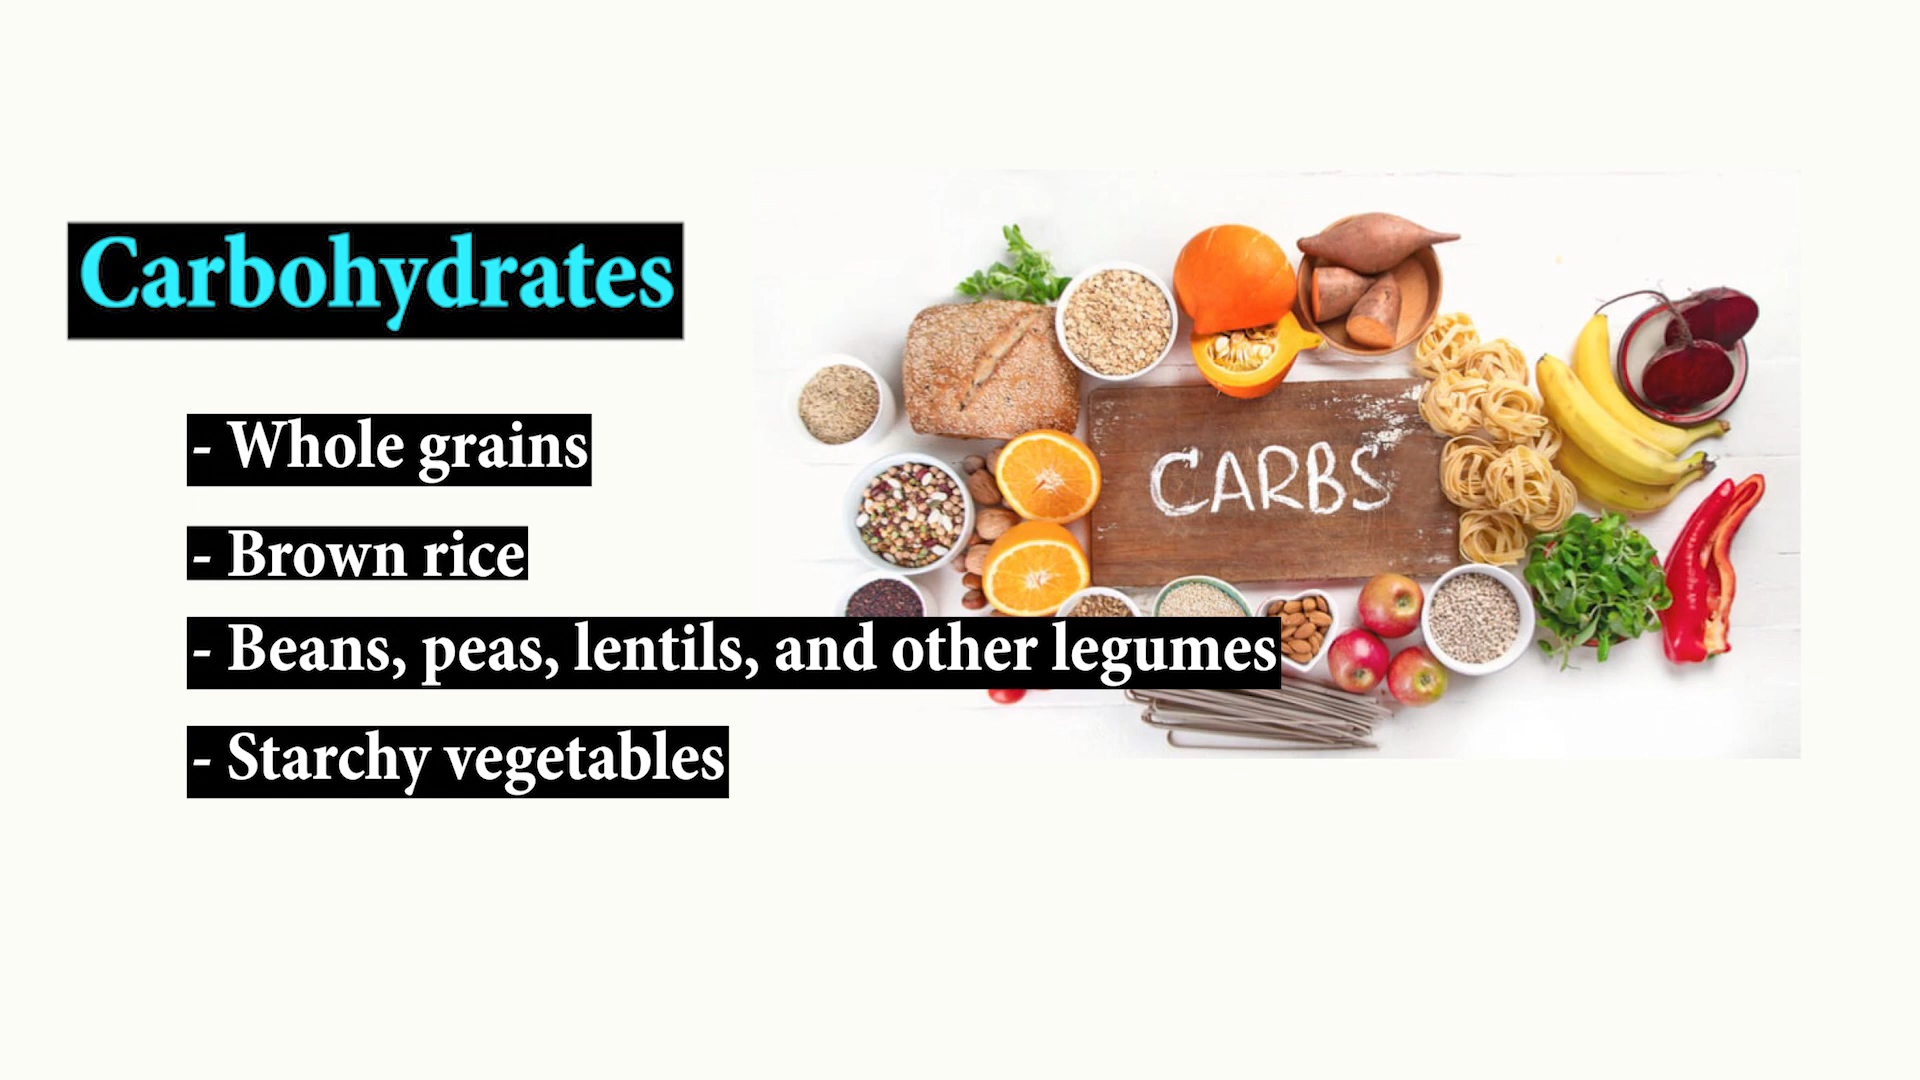 Carbohydrates
- Whole grains
- Brown rice
- Beans, peas, lentils, and other legumes
- Starchy vegetables
CARBS